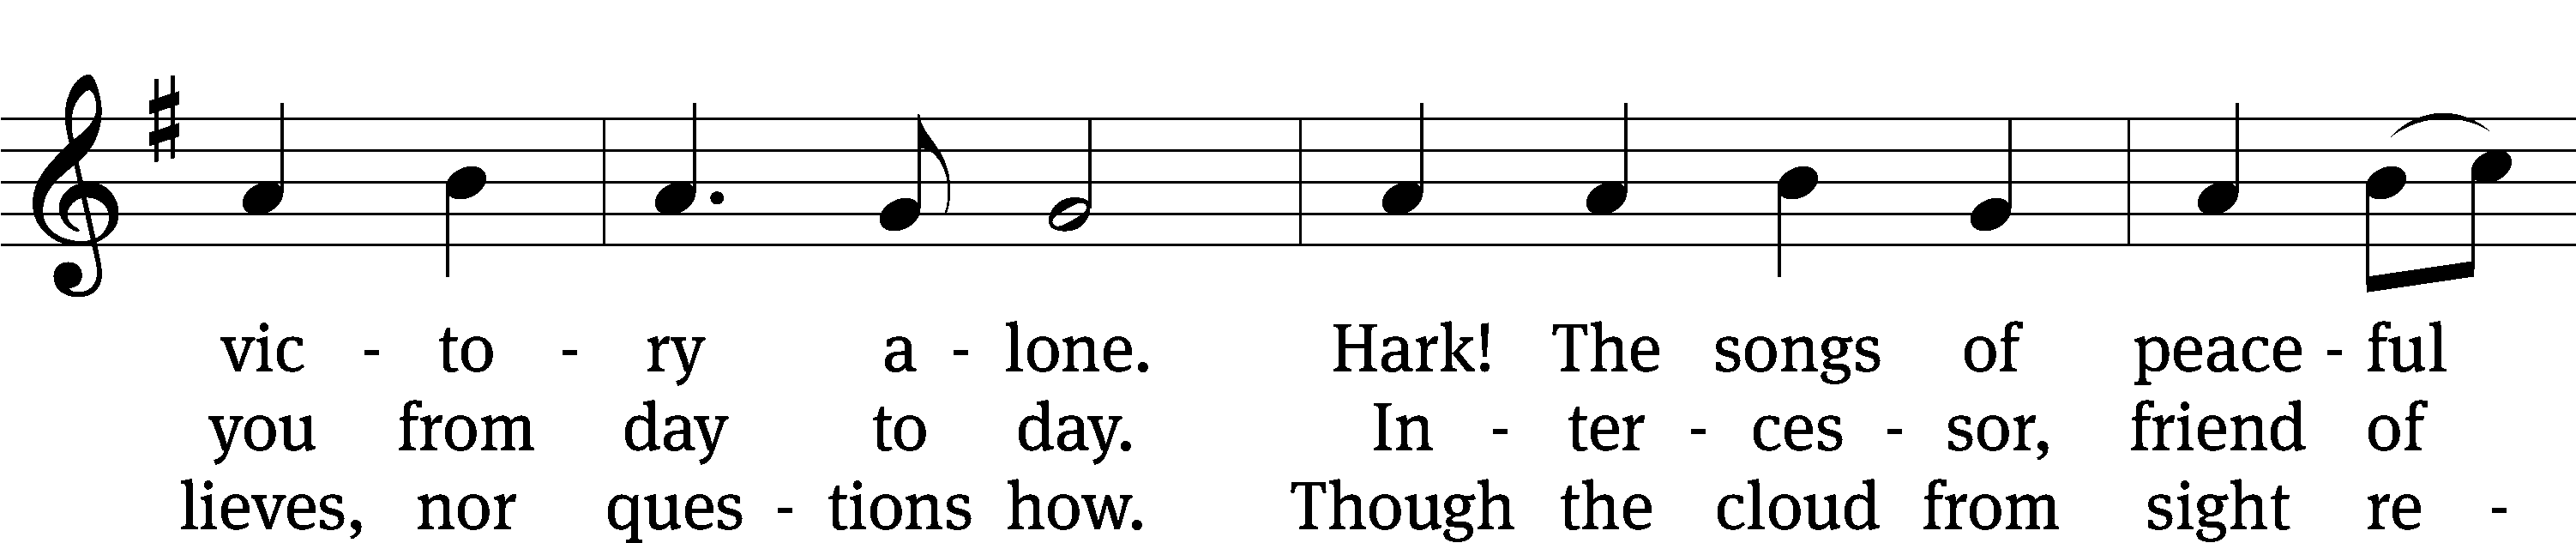 vic - to - ry a - lone. Hark! The songs of peace - ful
you from day to day. In - ter - ces - sor, friend of
lieves, nor ques - tions how. Though the cloud from sight re -